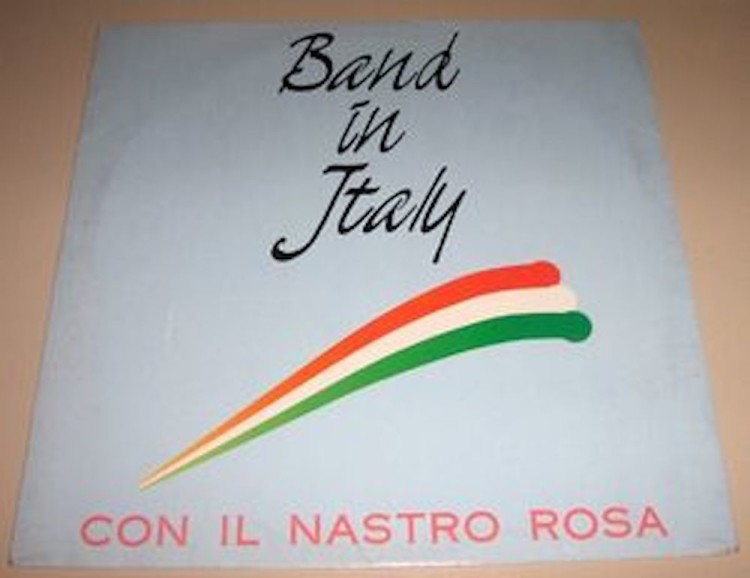 Band
in
Italy
CON IL NASTRO ROSA